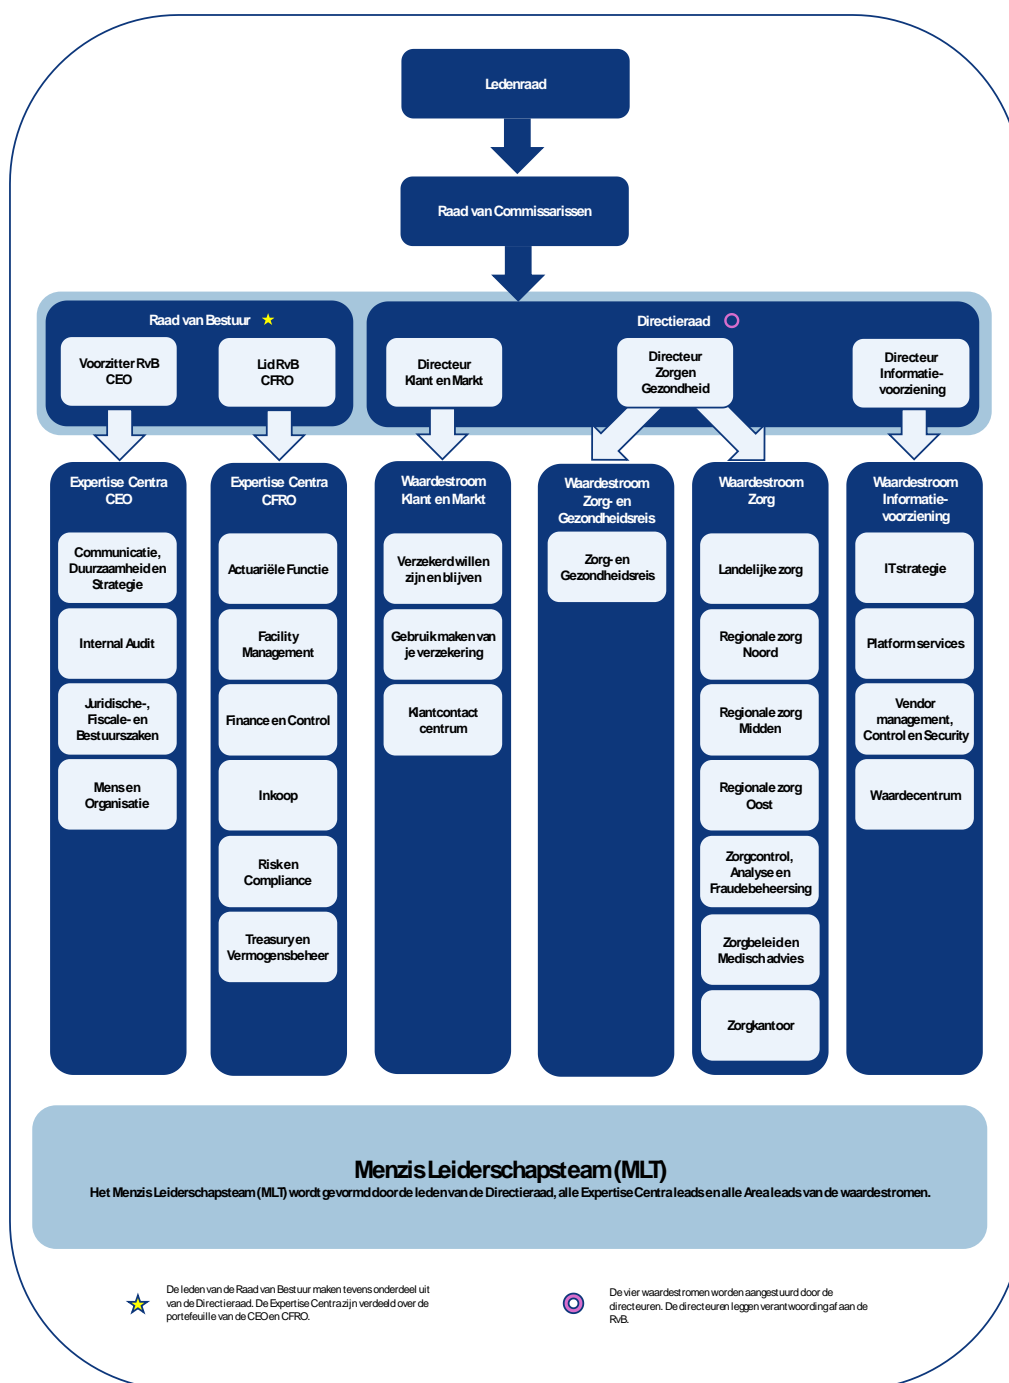 Ledenraad
Raad van Commissarissen
Raad van Bestuur
Directieraad
Voorzitter RvB
CEO
Lid RvB
CFRO
Directeur
Klant en Markt
Directeur
Zorg en
Gezondheid
Directeur
Informatie-
voorziening
Expertise Centra
CEO
Communicatie,
Duurzaamheid en
Strategie
Internal Audit
Juridische-,
Fiscale- en
Bestuurszaken
Mens en
Organisatie
Expertise Centra
CFRO
Actuariële Functie
Facility
Management
Finance en Control
Inkoop
Risk en
Compliance
Treasury en
Vermogensbeheer
Waardestroom
Klant en Markt
Verzekerd willen
zijn en blijven
Gebruik maken van
je verzekering
Klantcontact
centrum
Waardestroom
Zorg- en
Gezondheidsreis
Zorg- en
Gezondheidsreis
Waardestroom
Zorg
Landelijke zorg
Regionale zorg
Noord
Regionale zorg
Midden
Regionale zorg
Oost
Zorgcontrol,
Analyse en
Fraudebeheersing
Zorgbeleid en
Medisch advies
Zorgkantoor
Waardestroom
Informatie-
voorziening
IT strategie
Platform services
Vendor
management,
Control en Security
Waardecentrum
Menzis Leiderschapsteam (MLT)
Het Menzis Leiderschapsteam (MLT) wordt gevormd door de leden van de Directieraad, alle Expertise Centra leads en alle Area leads van de waardestromen.
De leden van de Raad van Bestuur maken tevens onderdeel uit
van de Directieraad. De Expertise Centra zijn verdeeld over de
portefeuille van de CEO en CFRO.
De vier waardestromen worden aangestuurd door de
directeuren. De directeuren leggen verantwoording af aan de
RvB.